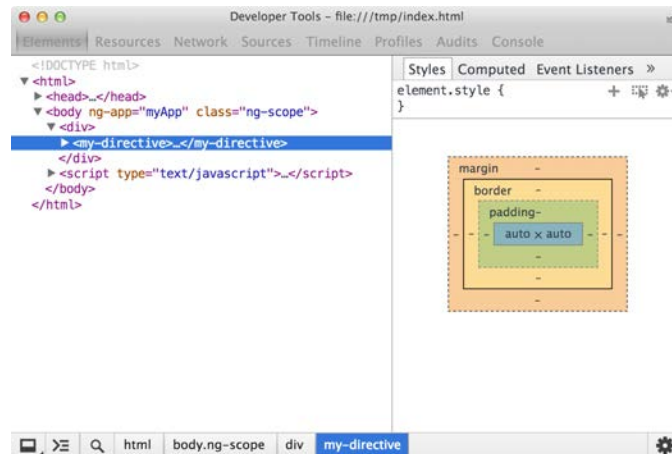 Developer Tools - file:///tmp/index.html
Elements Resources Network Sources Timeline Profiles Audits Console
<!DOCTYPE html>
▼<html>
▶<head>…</head>
▼<body ng-app="myApp" class="ng-scope">
▼<div>
▶<my-directive>…</my-directive>
</div>
▶<script type="text/javascript">…</script>
</body>
</html>
Styles Computed Event Listeners »
element.style {
}
margin -
border -
padding-
- - - auto × auto - - -
-
-
-
html body.ng-scope div my-directive